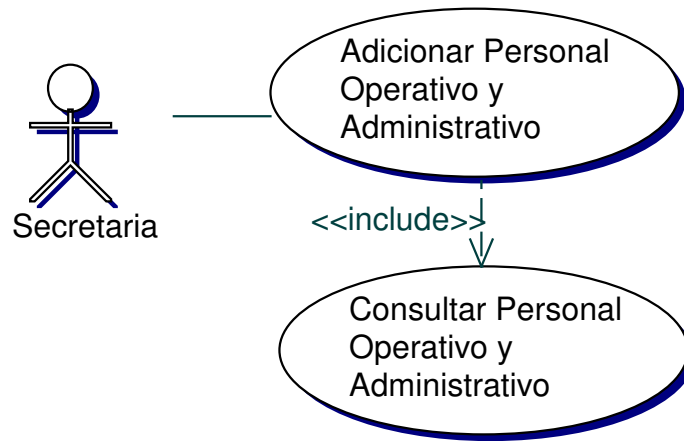 Adicionar Personal
Operativo y
Administrativo
Secretaria
<<include>>
Consultar Personal
Operativo y
Administrativo